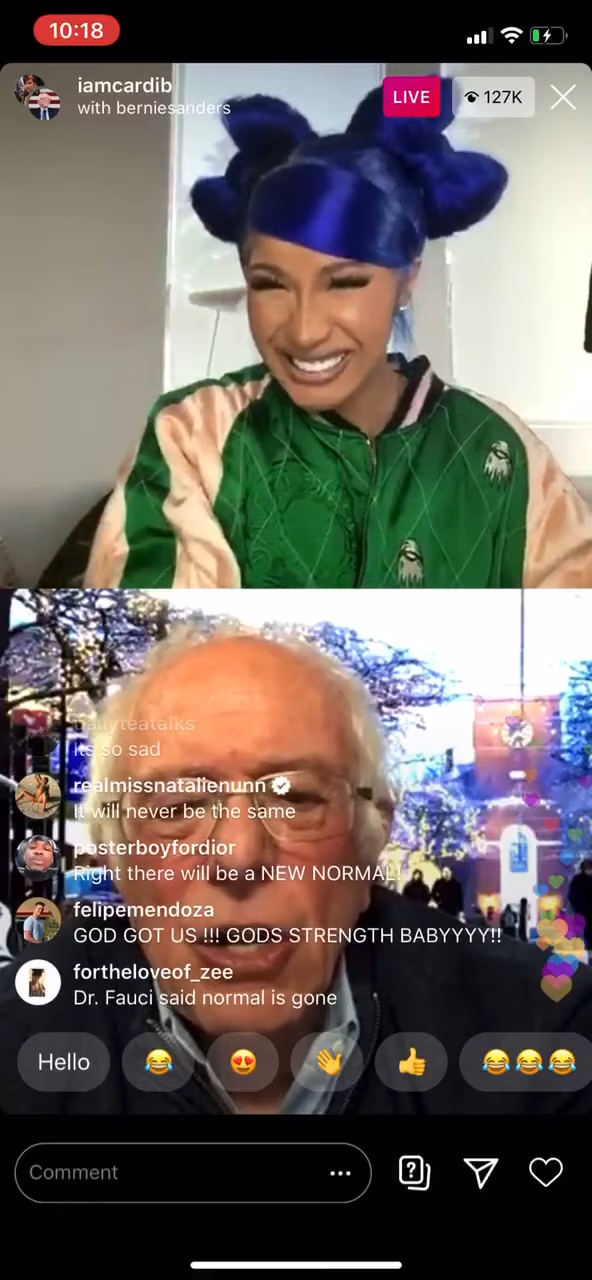 10:18
iamcardib
with berniesanders
LIVE
127K
dailyteatalks
Its so sad
realmissnatalienunn
It will never be the same
posterboyfordior
Right there will be a NEW NORMAL!
felipemendoza
GOD GOT US !!! GODS STRENGTH BABYYYY!!
fortheloveof_zee
Dr. Fauci said normal is gone
Hello
Comment